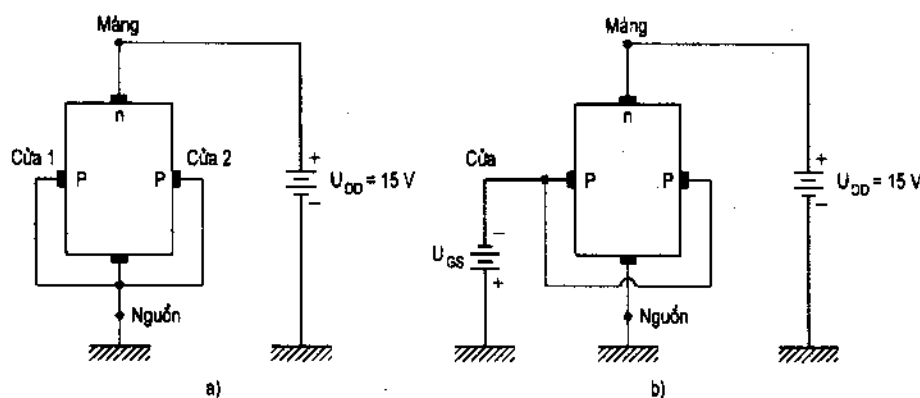 Máng
n
Cửa 1
P
P
Cửa 2
+
U_DD = 15 V
−
Nguồn
a)
Máng
n
Cửa
P
P
−
U_GS
+
+
U_DD = 15 V
−
Nguồn
b)